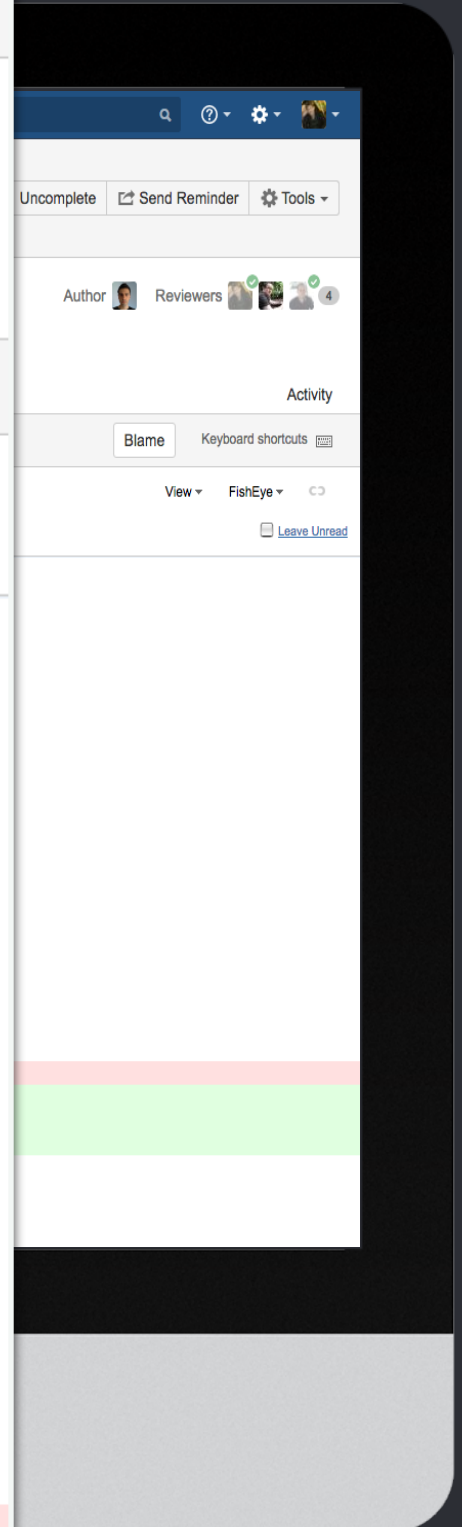 Uncomplete Send Reminder Tools
Author Reviewers 4
Activity
Blame Keyboard shortcuts
View FishEye
Leave Unread